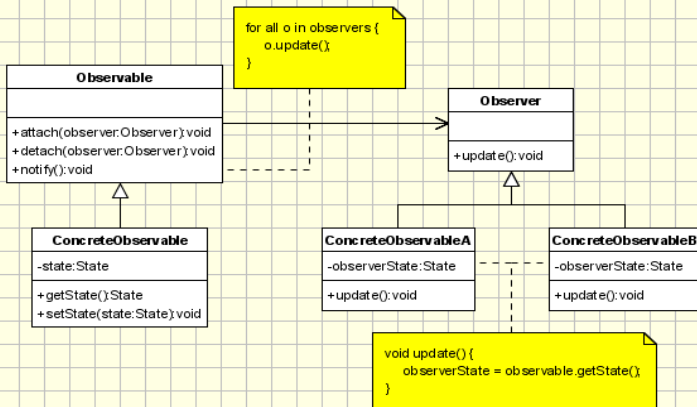 for all o in observers {
o.update();
}
Observable
+attach(observer:Observer):void
+detach(observer:Observer):void
+notify():void
Observer
+update():void
ConcreteObservable
-state:State
+getState():State
+setState(state:State):void
ConcreteObservableA
-observerState:State
+update():void
ConcreteObservableB
-observerState:State
+update():void
void update() {
observerState = observable.getState();
}